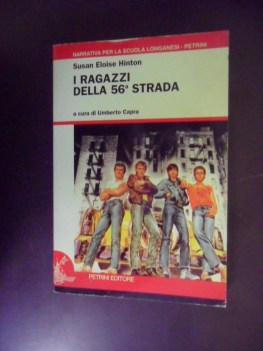 NARRATIVA PER LA SCUOLA LONGANESI - PETRINI
Susan Eloise Hinton
I RAGAZZI
DELLA 56ª STRADA
a cura di Umberto Capra
PETRINI EDITORE